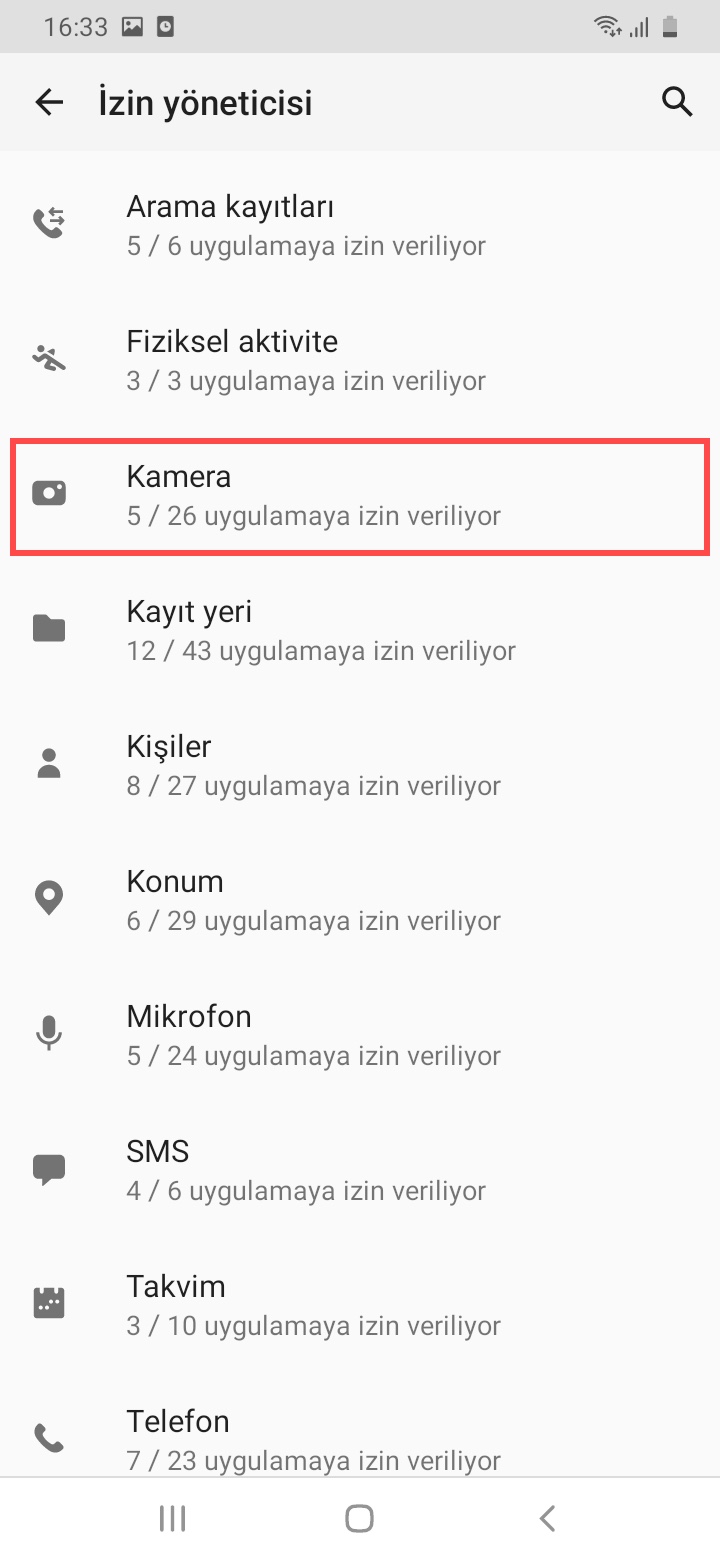 16:33
İzin yöneticisi
Arama kayıtları
5 / 6 uygulamaya izin veriliyor
Fiziksel aktivite
3 / 3 uygulamaya izin veriliyor
Kamera
5 / 26 uygulamaya izin veriliyor
Kayıt yeri
12 / 43 uygulamaya izin veriliyor
Kişiler
8 / 27 uygulamaya izin veriliyor
Konum
6 / 29 uygulamaya izin veriliyor
Mikrofon
5 / 24 uygulamaya izin veriliyor
SMS
4 / 6 uygulamaya izin veriliyor
Takvim
3 / 10 uygulamaya izin veriliyor
Telefon
7 / 23 uygulamaya izin veriliyor